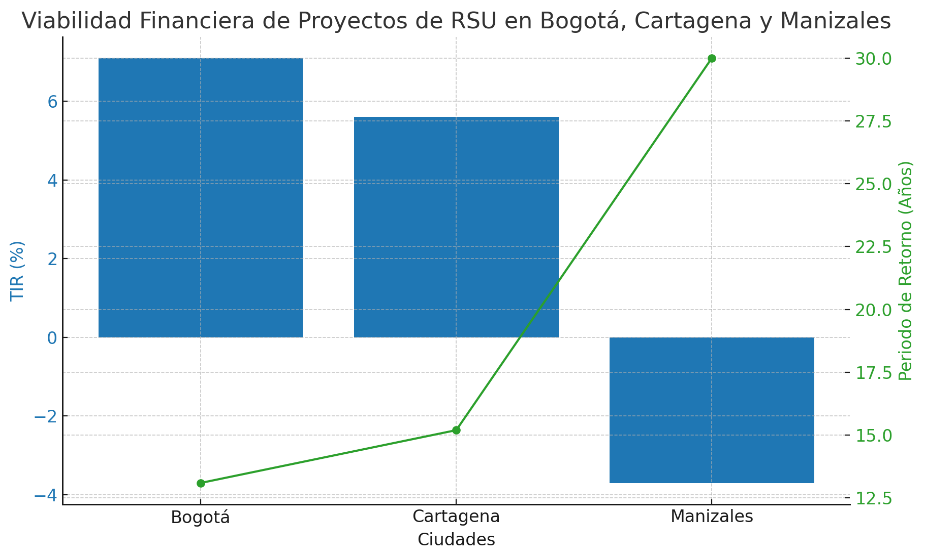 Viabilidad Financiera de Proyectos de RSU en Bogotá, Cartagena y Manizales
TIR (%)
6
4
2
0
−2
−4
30.0
27.5
25.0
22.5
20.0
17.5
15.0
12.5
Periodo de Retorno (Años)
Bogotá
Cartagena
Manizales
Ciudades